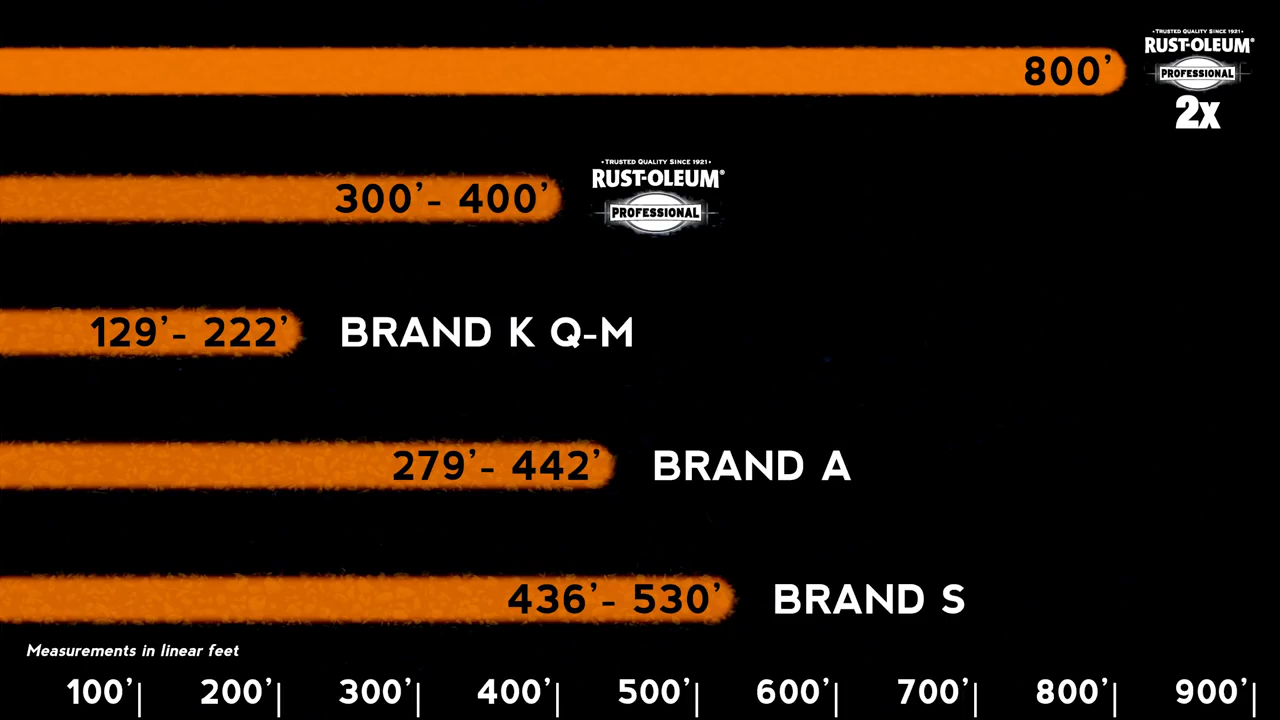 800’
• TRUSTED QUALITY SINCE 1921 •
RUST-OLEUM®
PROFESSIONAL
2x
300’- 400’
• TRUSTED QUALITY SINCE 1921 •
RUST-OLEUM®
PROFESSIONAL
129’- 222’ BRAND K Q-M
279’- 442’ BRAND A
436’- 530’ BRAND S
Measurements in linear feet
100’ 200’ 300’ 400’ 500’ 600’ 700’ 800’ 900’